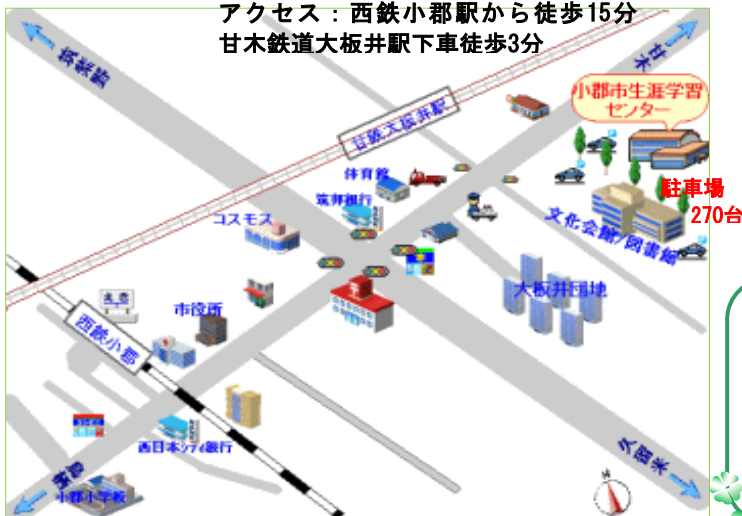 アクセス：西鉄小郡駅から徒歩15分
甘木鉄道大板井駅下車徒歩3分
筑紫野
甘木
小郡市生涯学習
センター
甘鉄大板井駅
体育館
筑邦銀行
コスモス
駐車場
270台
文化会館/図書館
大板井団地
市役所
西鉄小郡
西日本シティ銀行
久留米
鳥栖
小郡小学校
N